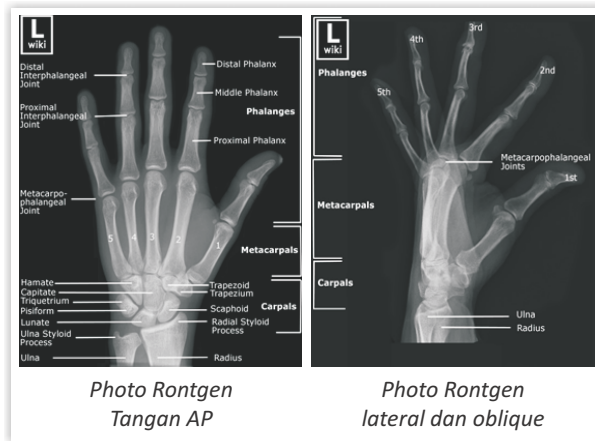 L
wiki
Distal
Interphalangeal
Joint
Proximal
Interphalangeal
Joint
Metacarpo-
phalangeal
Joint
Hamate
Capitate
Triquetrium
Pisiform
Lunate
Ulna Styloid
Process
Ulna
Distal Phalanx
Middle Phalanx
Phalanges
Proximal Phalanx
5
4
3
2
1
Metacarpals
Trapezoid
Trapezium
Carpals
Scaphoid
Radial Styloid
Process
Radius
L
wiki
Phalanges
Metacarpals
Carpals
4th
3rd
2nd
5th
Metacarpophalangeal
Joints
1st
Ulna
Radius
Photo Rontgen
Tangan AP
Photo Rontgen
lateral dan oblique